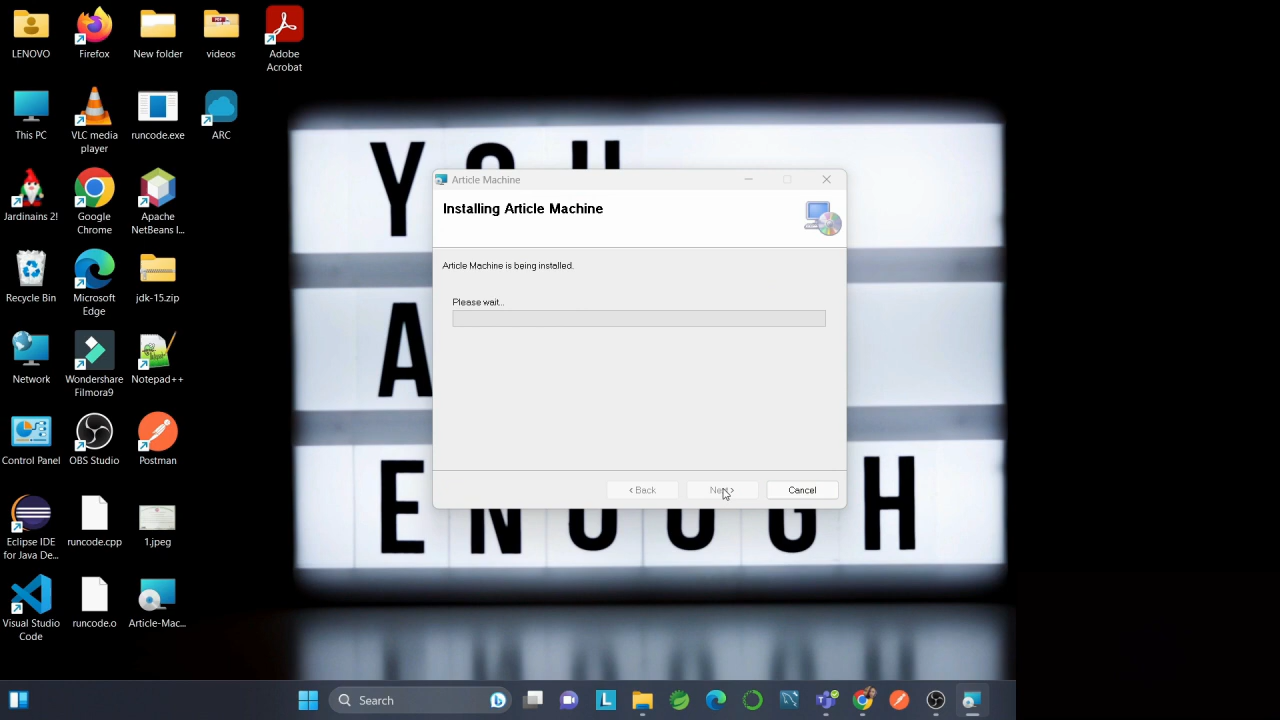 LENOVO
Firefox
New folder
videos
Adobe
Acrobat
This PC
VLC media
player
runcode.exe
ARC
Jardinains 2!
Google
Chrome
Apache
NetBeans I...
Recycle Bin
Microsoft
Edge
jdk-15.zip
Network
Wondershare
Filmora9
Notepad++
Control Panel
OBS Studio
Postman
Eclipse IDE
for Java De...
runcode.cpp
1.jpeg
Visual Studio
Code
runcode.o
Article-Mac...
Article Machine
Installing Article Machine
Article Machine is being installed.
Please wait...
< Back
Next >
Cancel
ENOUGH
Search